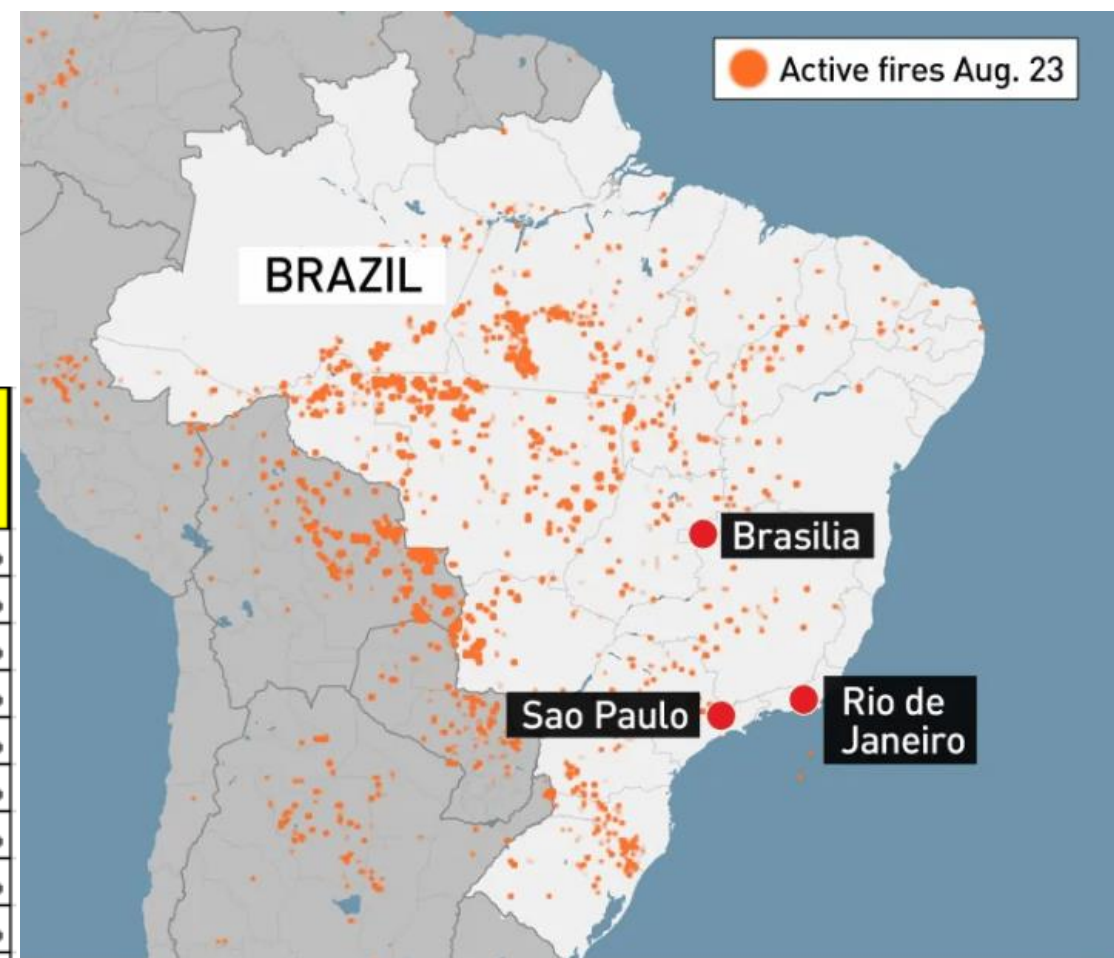 Active fires Aug. 23
BRAZIL
Brasilia
Sao Paulo
Rio de
Janeiro